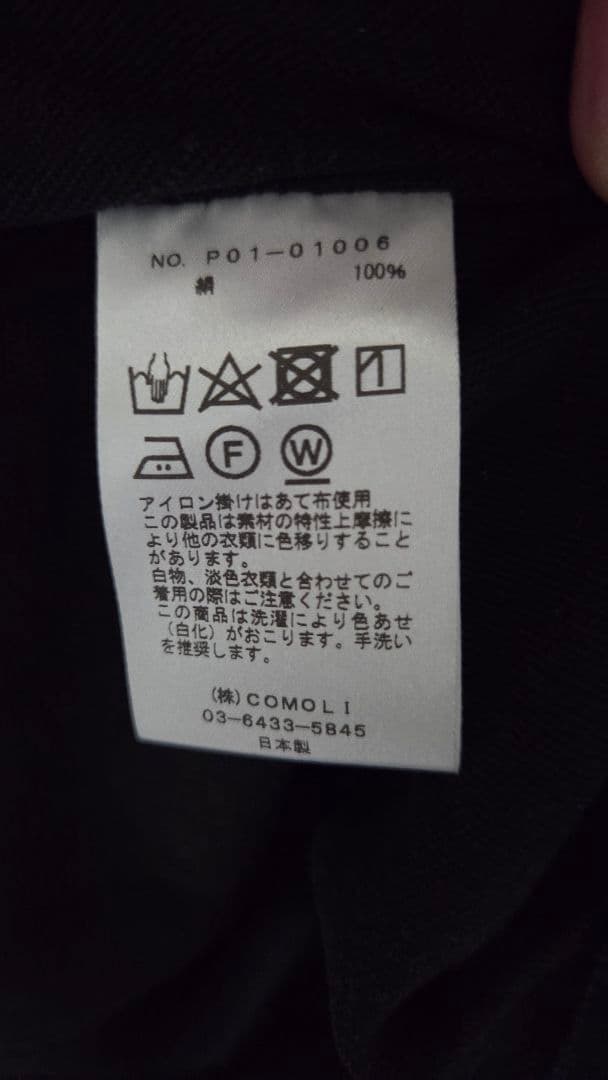 NO. P01-01006
絹 100%
F W
アイロン掛けはあて布使用
この製品は素材の特性上摩擦に
より他の衣類に色移りすること
があります。
白物、淡色衣類と合わせてのご
着用の際はご注意ください。
この商品は洗濯により色あせ
（白化）がおこります。手洗い
を推奨します。
(株)COMOLI
03-6433-5845
日本製